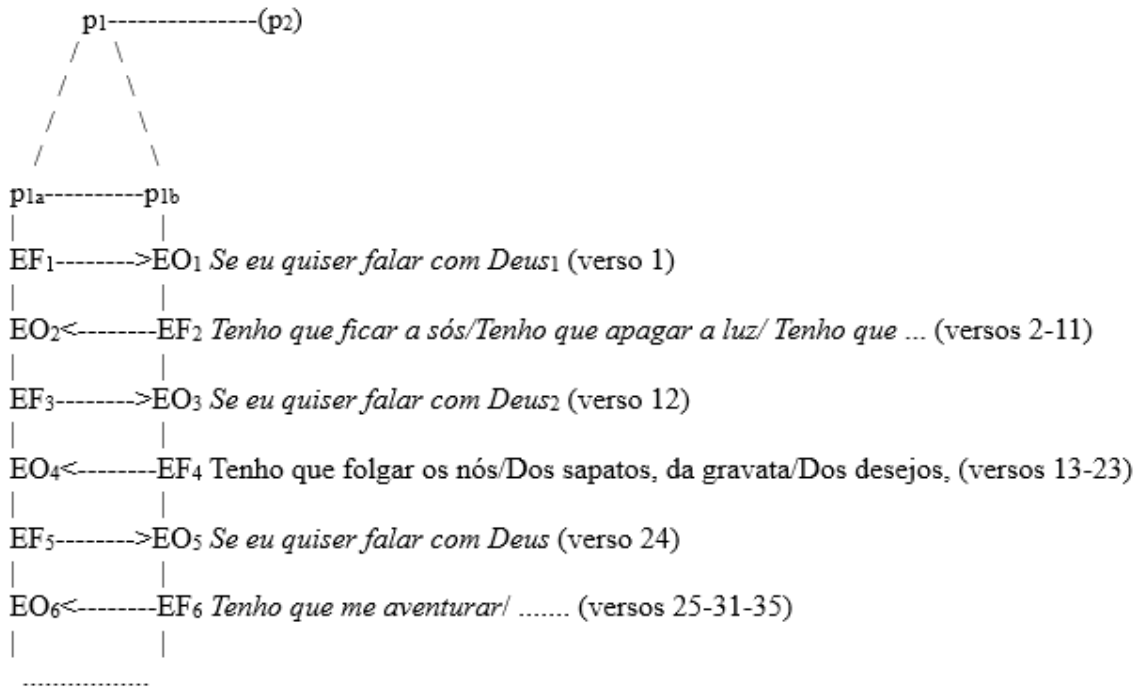 p1---------------(p2)
/ \
/ \
/ \
/ \
/ \
p1a----------p1b
| |
EF1-------->EO1 Se eu quiser falar com Deus1 (verso 1)
| |
EO2<--------EF2 Tenho que ficar a sós/Tenho que apagar a luz/ Tenho que ... (versos 2-11)
| |
EF3-------->EO3 Se eu quiser falar com Deus2 (verso 12)
| |
EO4<--------EF4 Tenho que folgar os nós/Dos sapatos, da gravata/Dos desejos, (versos 13-23)
| |
EF5-------->EO5 Se eu quiser falar com Deus (verso 24)
| |
EO6<--------EF6 Tenho que me aventurar/ ....... (versos 25-31-35)
| |
.................